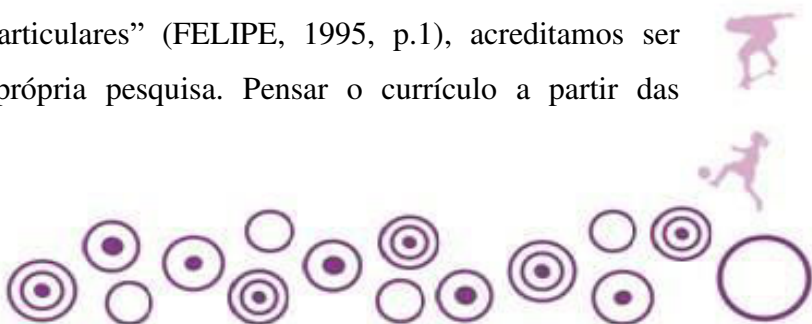 articulares” (FELIPE, 1995, p.1), acreditamos ser
própria pesquisa. Pensar o currículo a partir das